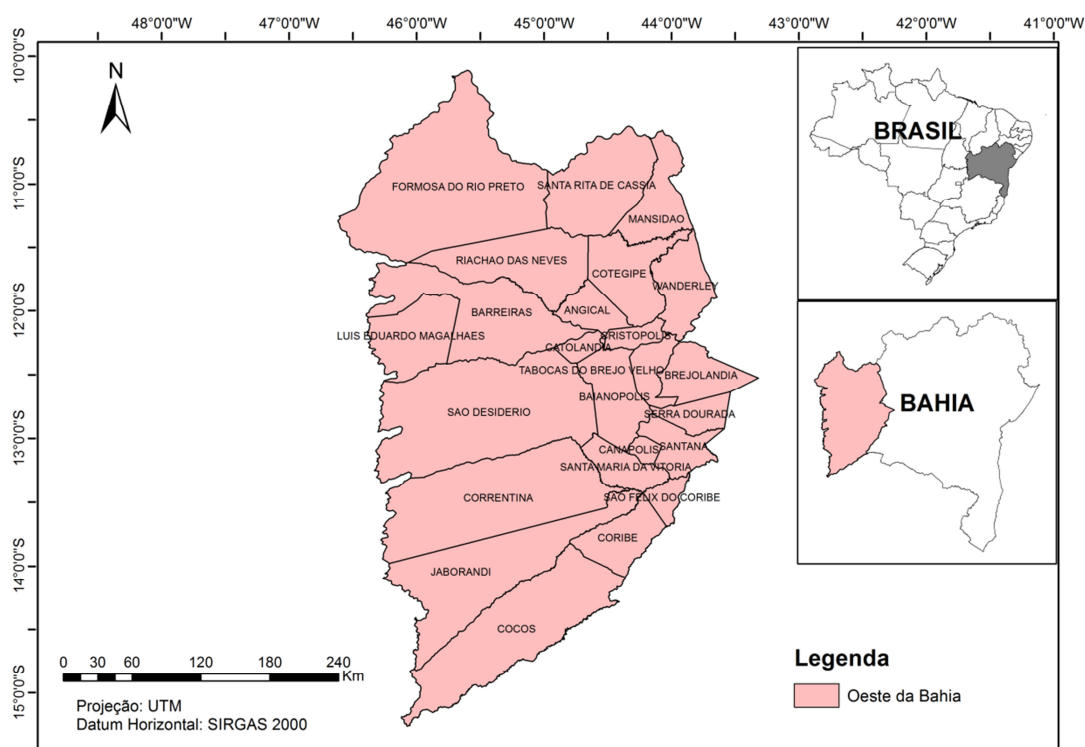 48°0'0"W 47°0'0"W 46°0'0"W 45°0'0"W 44°0'0"W 43°0'0"W 42°0'0"W 41°0'0"W
10°0'0"S
11°0'0"S
12°0'0"S
13°0'0"S
14°0'0"S
15°0'0"S
N
FORMOSA DO RIO PRETO
SANTA RITA DE CASSIA
MANSIDAO
RIACHAO DAS NEVES
COTEGIPE
WANDERLEY
ANGICAL
BARREIRAS
LUIS EDUARDO MAGALHAES
CRISTOPOLIS
CATOLANDIA
TABOCAS DO BREJO VELHO
BREJOLANDIA
BAIANOPOLIS
SAO DESIDERIO
SERRA DOURADA
CANAPOLIS
SANTANA
SANTA MARIA DA VITORIA
CORRENTINA
SAO FELIX DO CORIBE
CORIBE
JABORANDI
COCOS
BRASIL
BAHIA
0 30 60 120 180 240
Km
Projeção: UTM
Datum Horizontal: SIRGAS 2000
Legenda
Oeste da Bahia